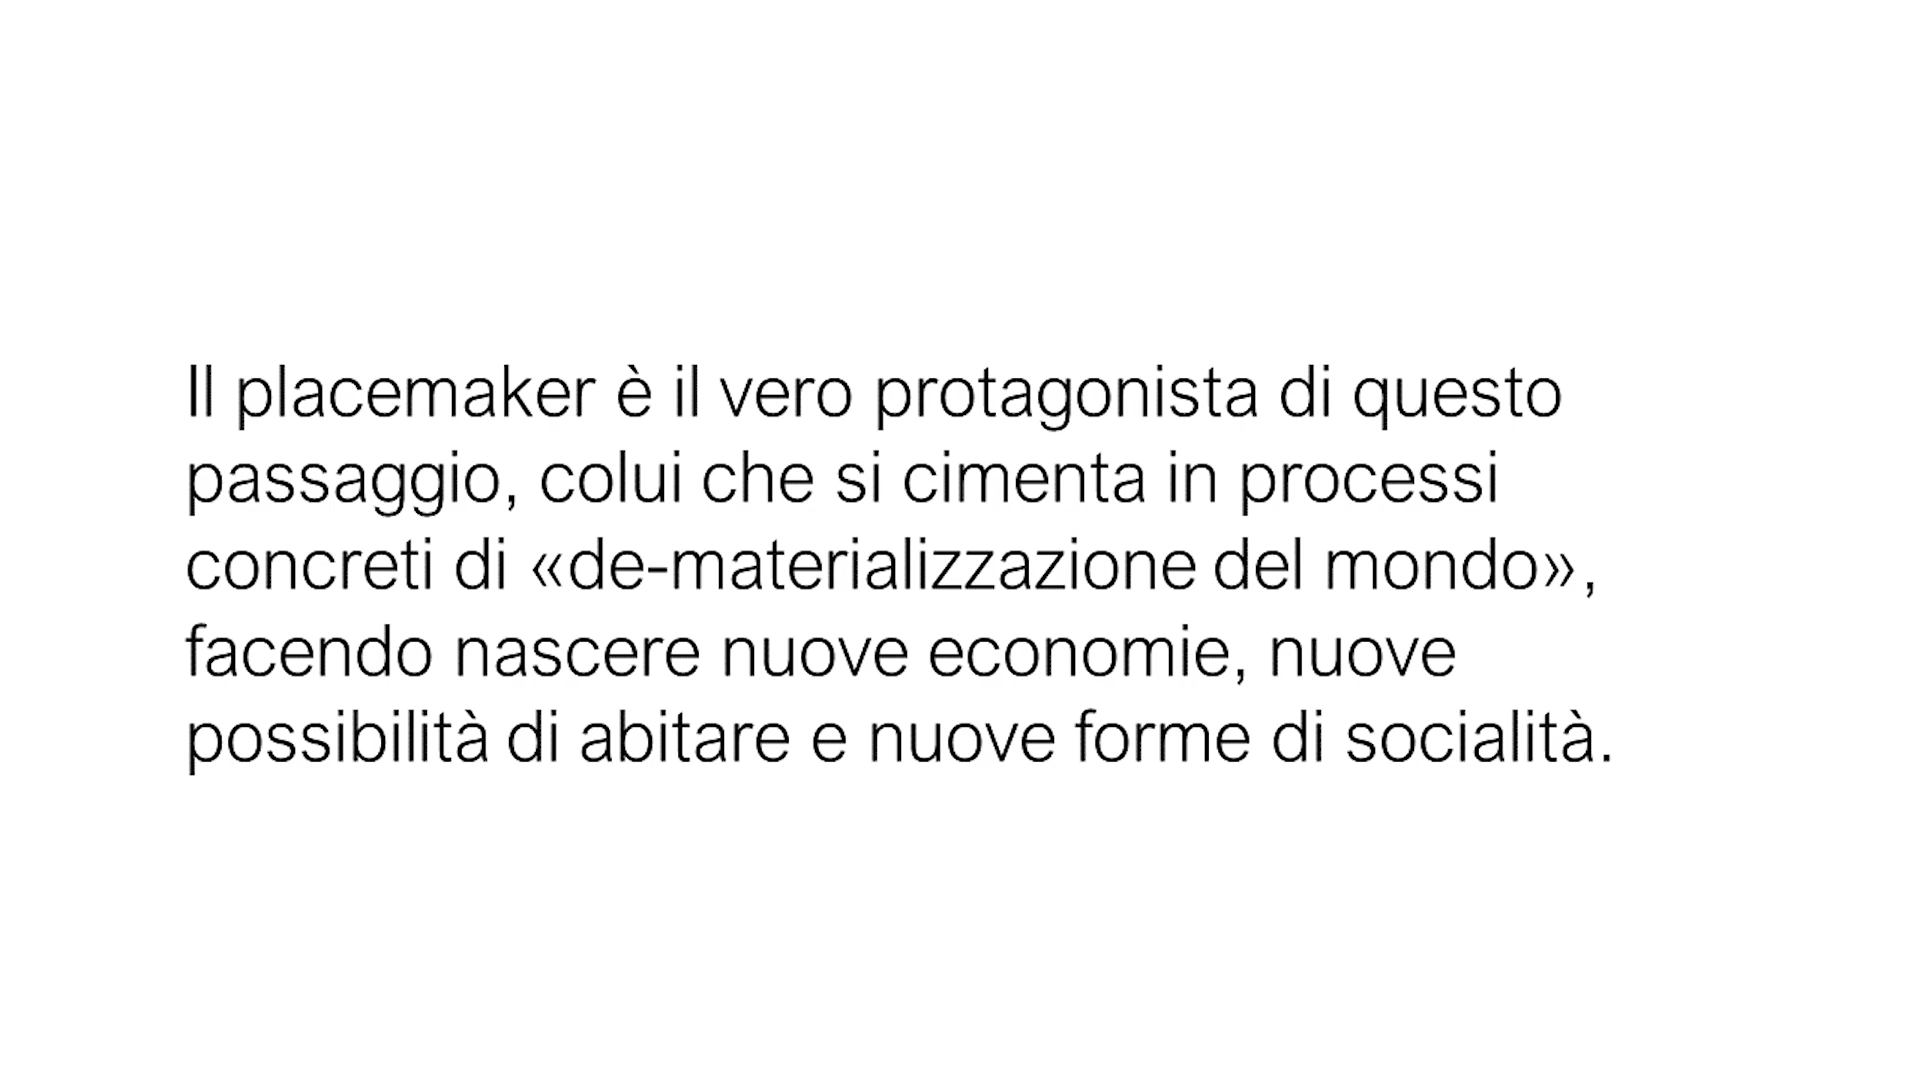 Il placemaker è il vero protagonista di questo
passaggio, colui che si cimenta in processi
concreti di «de-materializzazione del mondo»,
facendo nascere nuove economie, nuove
possibilità di abitare e nuove forme di socialità.